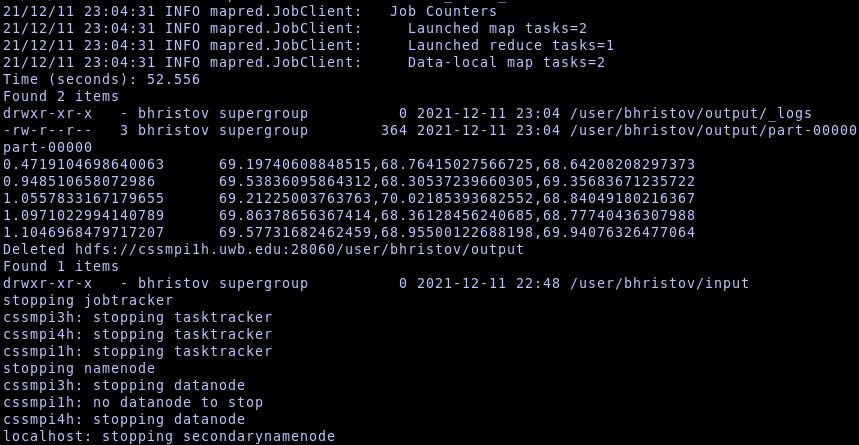 21/12/11 23:04:31 INFO mapred.JobClient:   Job Counters
21/12/11 23:04:31 INFO mapred.JobClient:     Launched map tasks=2
21/12/11 23:04:31 INFO mapred.JobClient:     Launched reduce tasks=1
21/12/11 23:04:31 INFO mapred.JobClient:     Data-local map tasks=2
Time (seconds): 52.556
Found 2 items
drwxr-xr-x   - bhristov supergroup          0 2021-12-11 23:04 /user/bhristov/output/_logs
-rw-r--r--   3 bhristov supergroup        364 2021-12-11 23:04 /user/bhristov/output/part-00000
part-00000
0.4719104698640063      69.19740608848515,68.76415027566725,68.64208208297373
0.948510658072986       69.53836095864312,68.30537239660305,69.35683671235722
1.0557833167179655      69.21225003763763,70.02185393682552,68.84049180216367
1.0971022994140789      69.86378656367414,68.36128456240685,68.77740436307988
1.1046968479717207      69.57731682462459,68.95500122688198,69.94076326477064
Deleted hdfs://cssmpi1h.uwb.edu:28060/user/bhristov/output
Found 1 items
drwxr-xr-x   - bhristov supergroup          0 2021-12-11 22:48 /user/bhristov/input
stopping jobtracker
cssmpi3h: stopping tasktracker
cssmpi4h: stopping tasktracker
cssmpi1h: stopping tasktracker
stopping namenode
cssmpi3h: stopping datanode
cssmpi1h: no datanode to stop
cssmpi4h: stopping datanode
localhost: stopping secondarynamenode